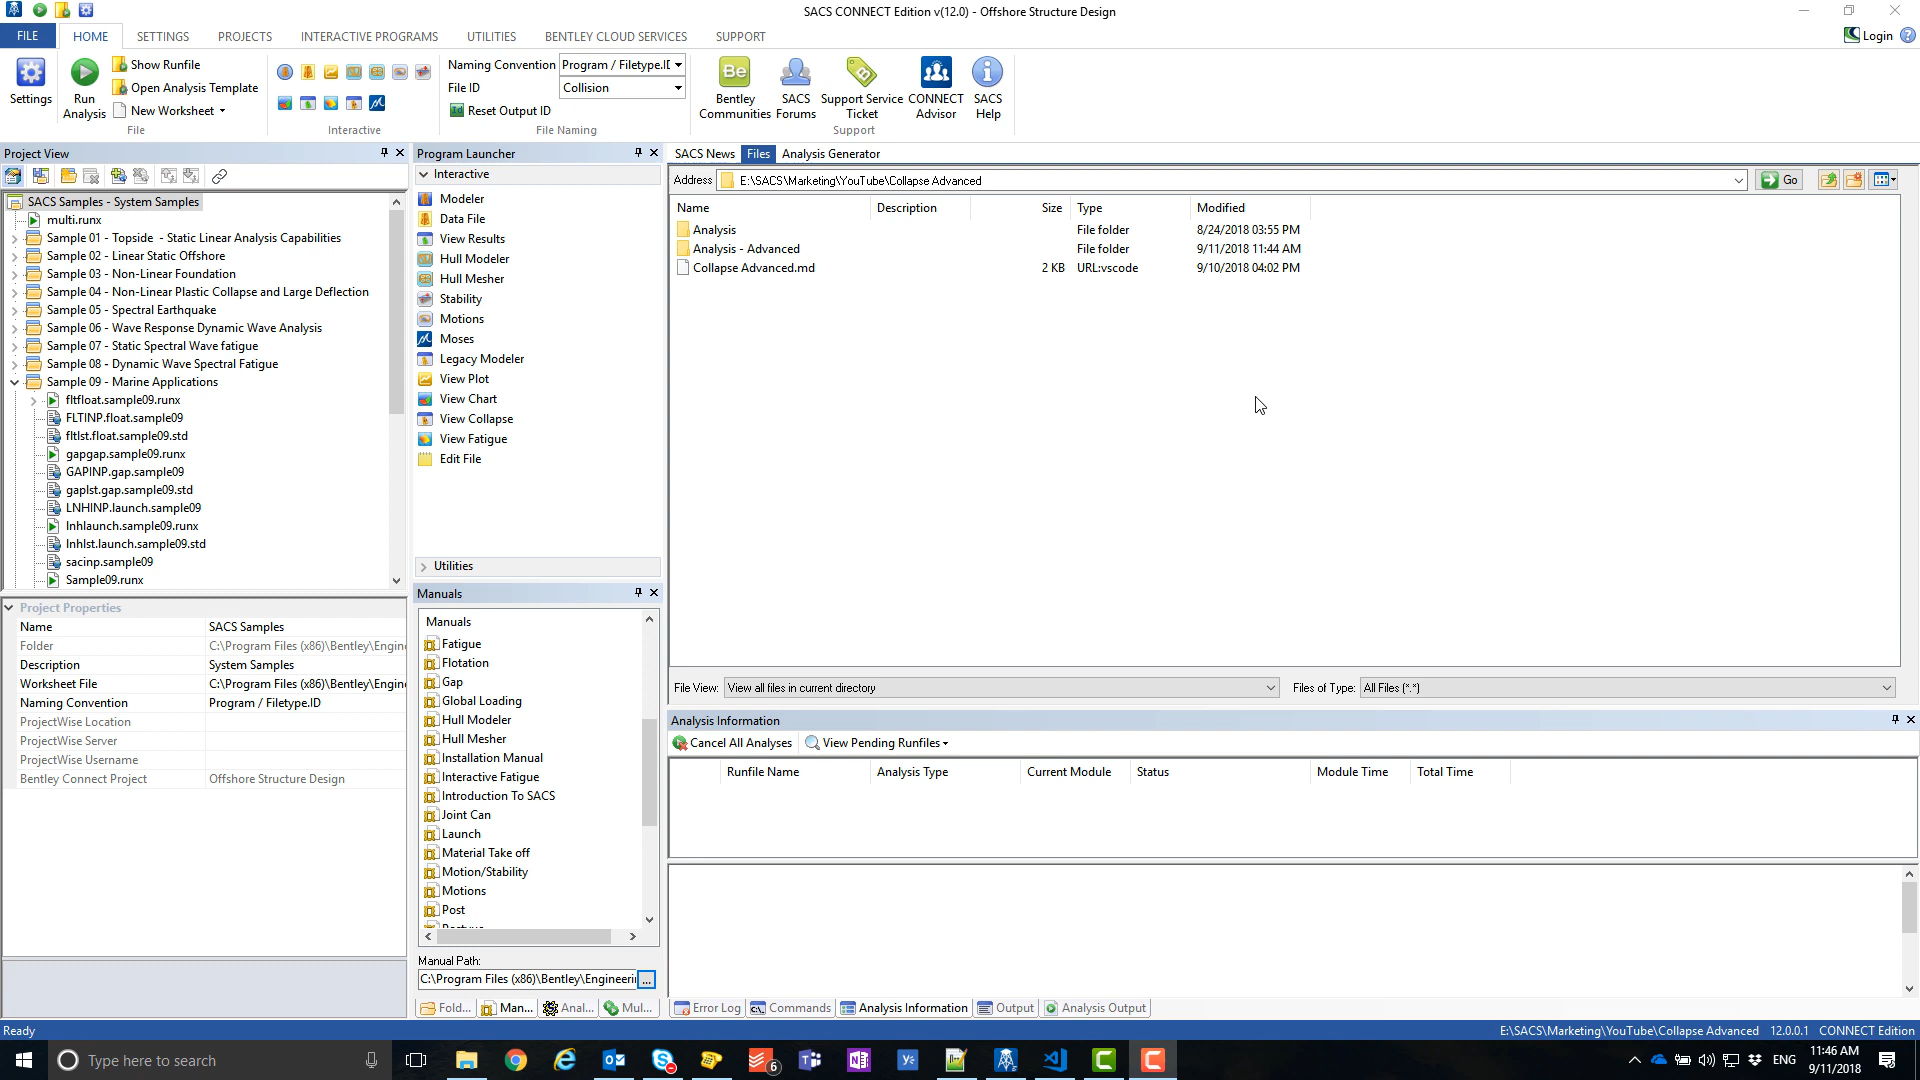 SACS CONNECT Edition v(12.0) - Offshore Structure Design
FILE HOME SETTINGS PROJECTS INTERACTIVE PROGRAMS UTILITIES BENTLEY CLOUD SERVICES SUPPORT
Login
Settings
Run Analysis
Show Runfile
Open Analysis Template
New Worksheet
File
Interactive
Naming Convention Program / Filetype.I
File ID Collision
Reset Output ID
File Naming
Bentley Communities
SACS Forums
Support Service Ticket
CONNECT Advisor
SACS Help
Support
Project View
SACS Samples - System Samples
multi.runx
Sample 01 - Topside - Static Linear Analysis Capabilities
Sample 02 - Linear Static Offshore
Sample 03 - Non-Linear Foundation
Sample 04 - Non-Linear Plastic Collapse and Large Deflection
Sample 05 - Spectral Earthquake
Sample 06 - Wave Response Dynamic Wave Analysis
Sample 07 - Static Spectral Wave fatigue
Sample 08 - Dynamic Wave Spectral Fatigue
Sample 09 - Marine Applications
fltfloat.sample09.runx
FLTINP.float.sample09
fltlst.float.sample09.std
gapgap.sample09.runx
GAPINP.gap.sample09
gaplst.gap.sample09.std
LNHINP.launch.sample09
lnhlaunch.sample09.runx
lnhlst.launch.sample09.std
sacinp.sample09
Sample09.runx
Project Properties
Name SACS Samples
Folder C:\Program Files (x86)\Bentley\Engine
Description System Samples
Worksheet File C:\Program Files (x86)\Bentley\Engine
Naming Convention Program / Filetype.ID
ProjectWise Location
ProjectWise Server
ProjectWise Username
Bentley Connect Project Offshore Structure Design
Program Launcher
Interactive
Modeler
Data File
View Results
Hull Modeler
Hull Mesher
Stability
Motions
Moses
Legacy Modeler
View Plot
View Chart
View Collapse
View Fatigue
Edit File
Utilities
Manuals
Manuals
Fatigue
Flotation
Gap
Global Loading
Hull Modeler
Hull Mesher
Installation Manual
Interactive Fatigue
Introduction To SACS
Joint Can
Launch
Material Take off
Motion/Stability
Motions
Post
Manual Path:
C:\Program Files (x86)\Bentley\Engineeri ...
Fold... Man... Anal... Mul...
SACS News Files Analysis Generator
Address E:\SACS\Marketing\YouTube\Collapse Advanced Go
Name Description Size Type Modified
Analysis File folder 8/24/2018 03:55 PM
Analysis - Advanced File folder 9/11/2018 11:44 AM
Collapse Advanced.md 2 KB URL:vscode 9/10/2018 04:02 PM
File View: View all files in current directory Files of Type: All Files (*.*)
Analysis Information
Cancel All Analyses View Pending Runfiles
Runfile Name Analysis Type Current Module Status Module Time Total Time
Error Log Commands Analysis Information Output Analysis Output
Ready E:\SACS\Marketing\YouTube\Collapse Advanced 12.0.0.1 CONNECT Edition
Type here to search
6
ENG
11:46 AM
9/11/2018